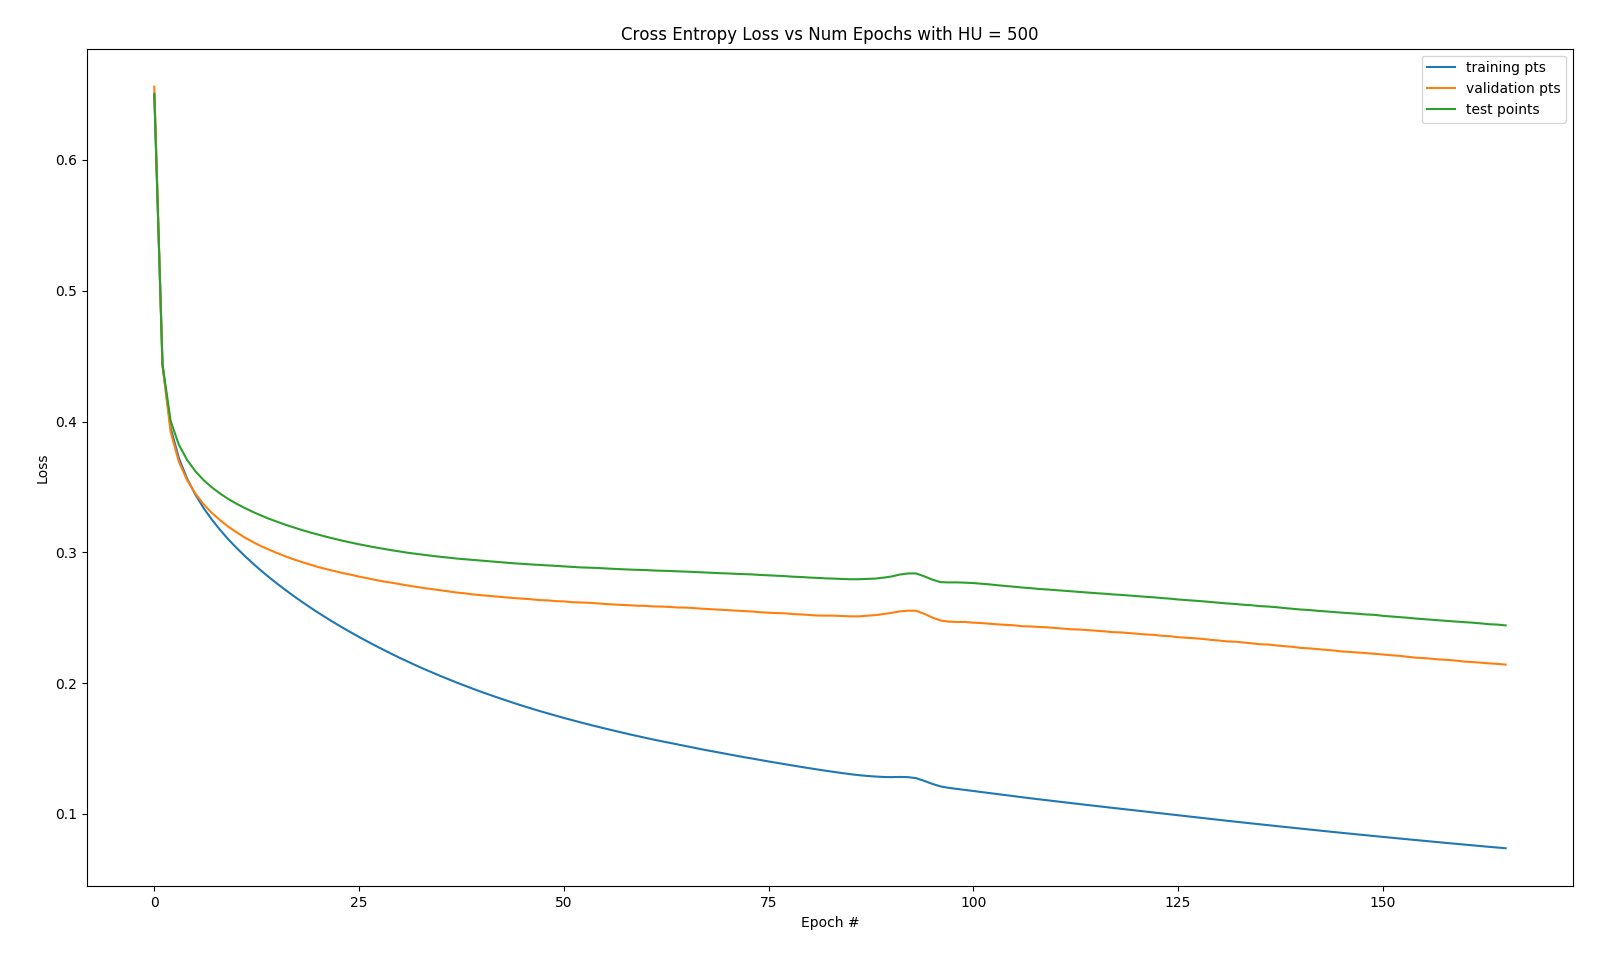 Cross Entropy Loss vs Num Epochs with HU = 500
training pts
validation pts
test points
Loss
0.6
0.5
0.4
0.3
0.2
0.1
0 25 50 75 100 125 150
Epoch #